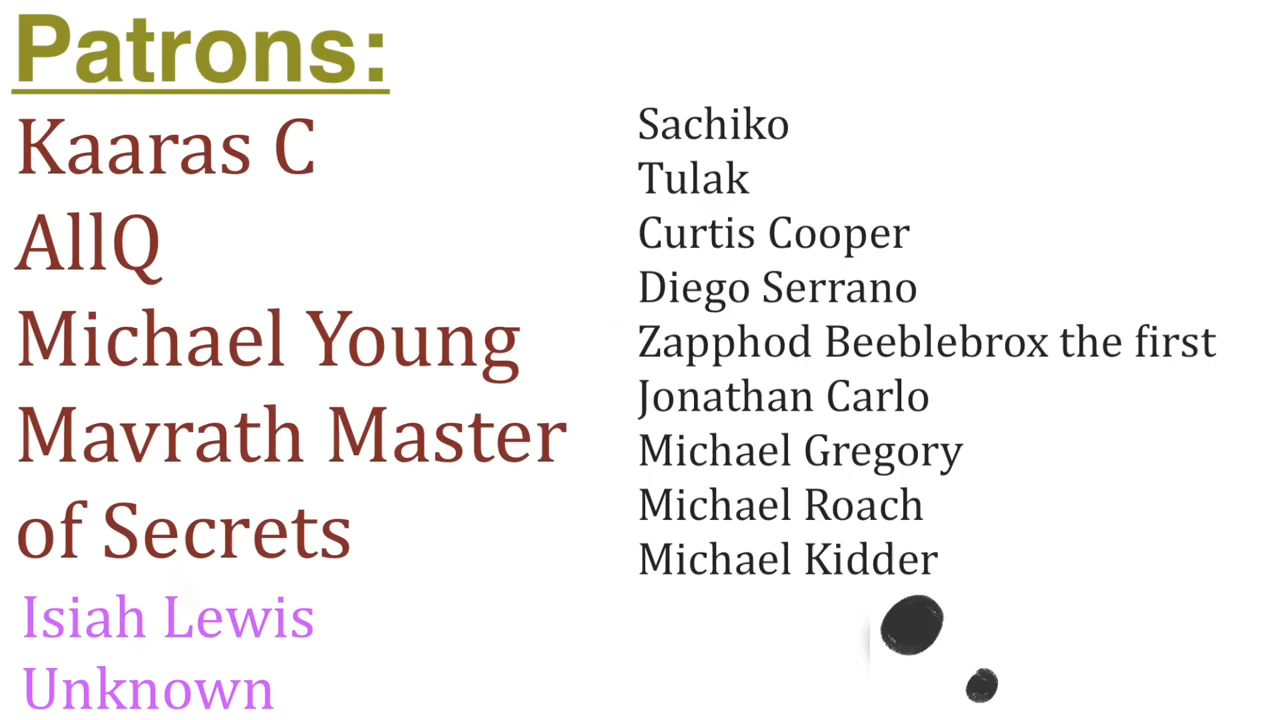 Patrons:
Kaaras C
AllQ
Michael Young
Mavrath Master
of Secrets
Isiah Lewis
Unknown
Sachiko
Tulak
Curtis Cooper
Diego Serrano
Zapphod Beeblebrox the first
Jonathan Carlo
Michael Gregory
Michael Roach
Michael Kidder